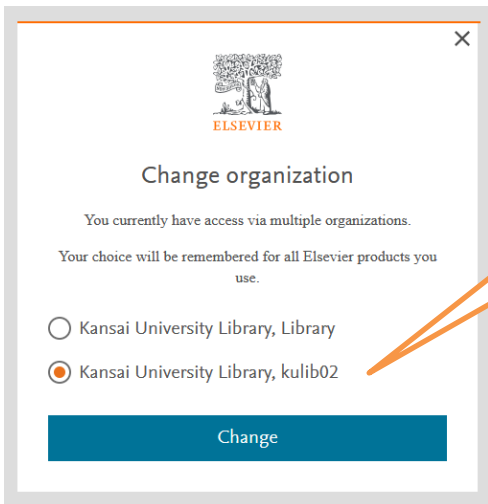 ELSEVIER
Change organization
You currently have access via multiple organizations.
Your choice will be remembered for all Elsevier products you
use.
Kansai University Library, Library
Kansai University Library, kulib02
Change